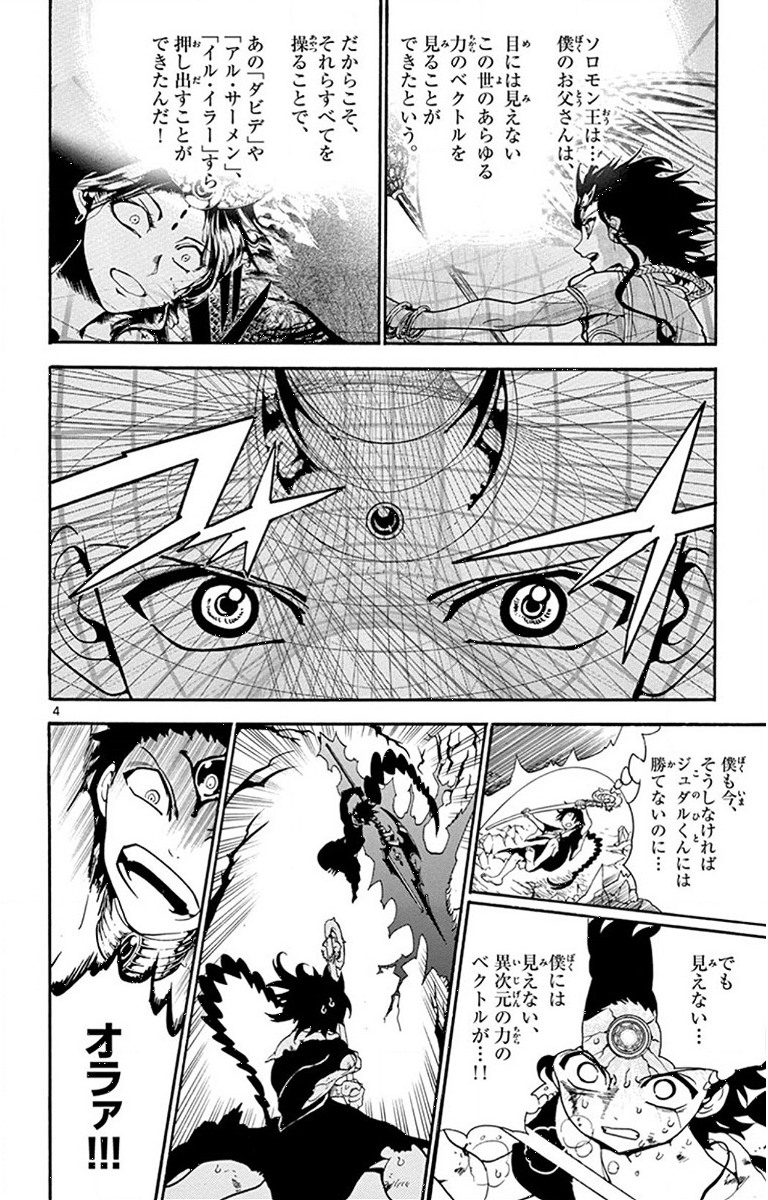 ソロモン王は…
僕のお父さんは、
目には見えない
この世のあらゆる
力のベクトルを
見ることが
できたという。
だからこそ、
それらすべてを
操ることで、
あの「ダビデ」や
「アル・サーメン」、
「イル・イラー」すら
押し出すことが
できたんだ！
4
僕も今、
そうしなければ
ジュダルくんには
勝てないのに…
でも
見えない…
僕には
見えない、
異次元の力の
ベクトルが…!!
オラァ!!!